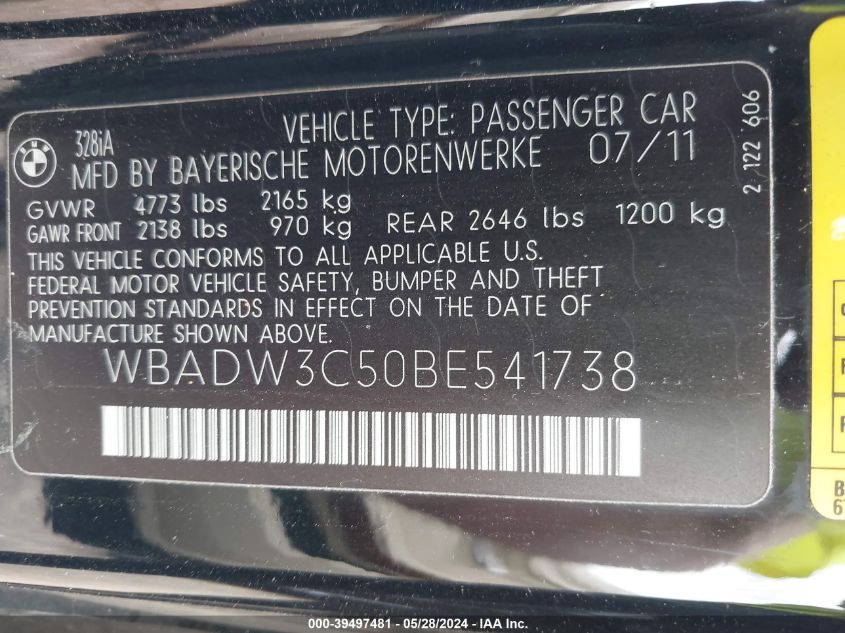 BMW
328iA VEHICLE TYPE: PASSENGER CAR
MFD BY BAYERISCHE MOTORENWERKE 07/11
GVWR 4773 lbs 2165 kg
GAWR FRONT 2138 lbs 970 kg REAR 2646 lbs 1200 kg
THIS VEHICLE CONFORMS TO ALL APPLICABLE U.S.
FEDERAL MOTOR VEHICLE SAFETY, BUMPER AND THEFT
PREVENTION STANDARDS IN EFFECT ON THE DATE OF
MANUFACTURE SHOWN ABOVE.
WBADW3C50BE541738
2 122 606
000-39497481 - 05/28/2024 - IAA Inc.